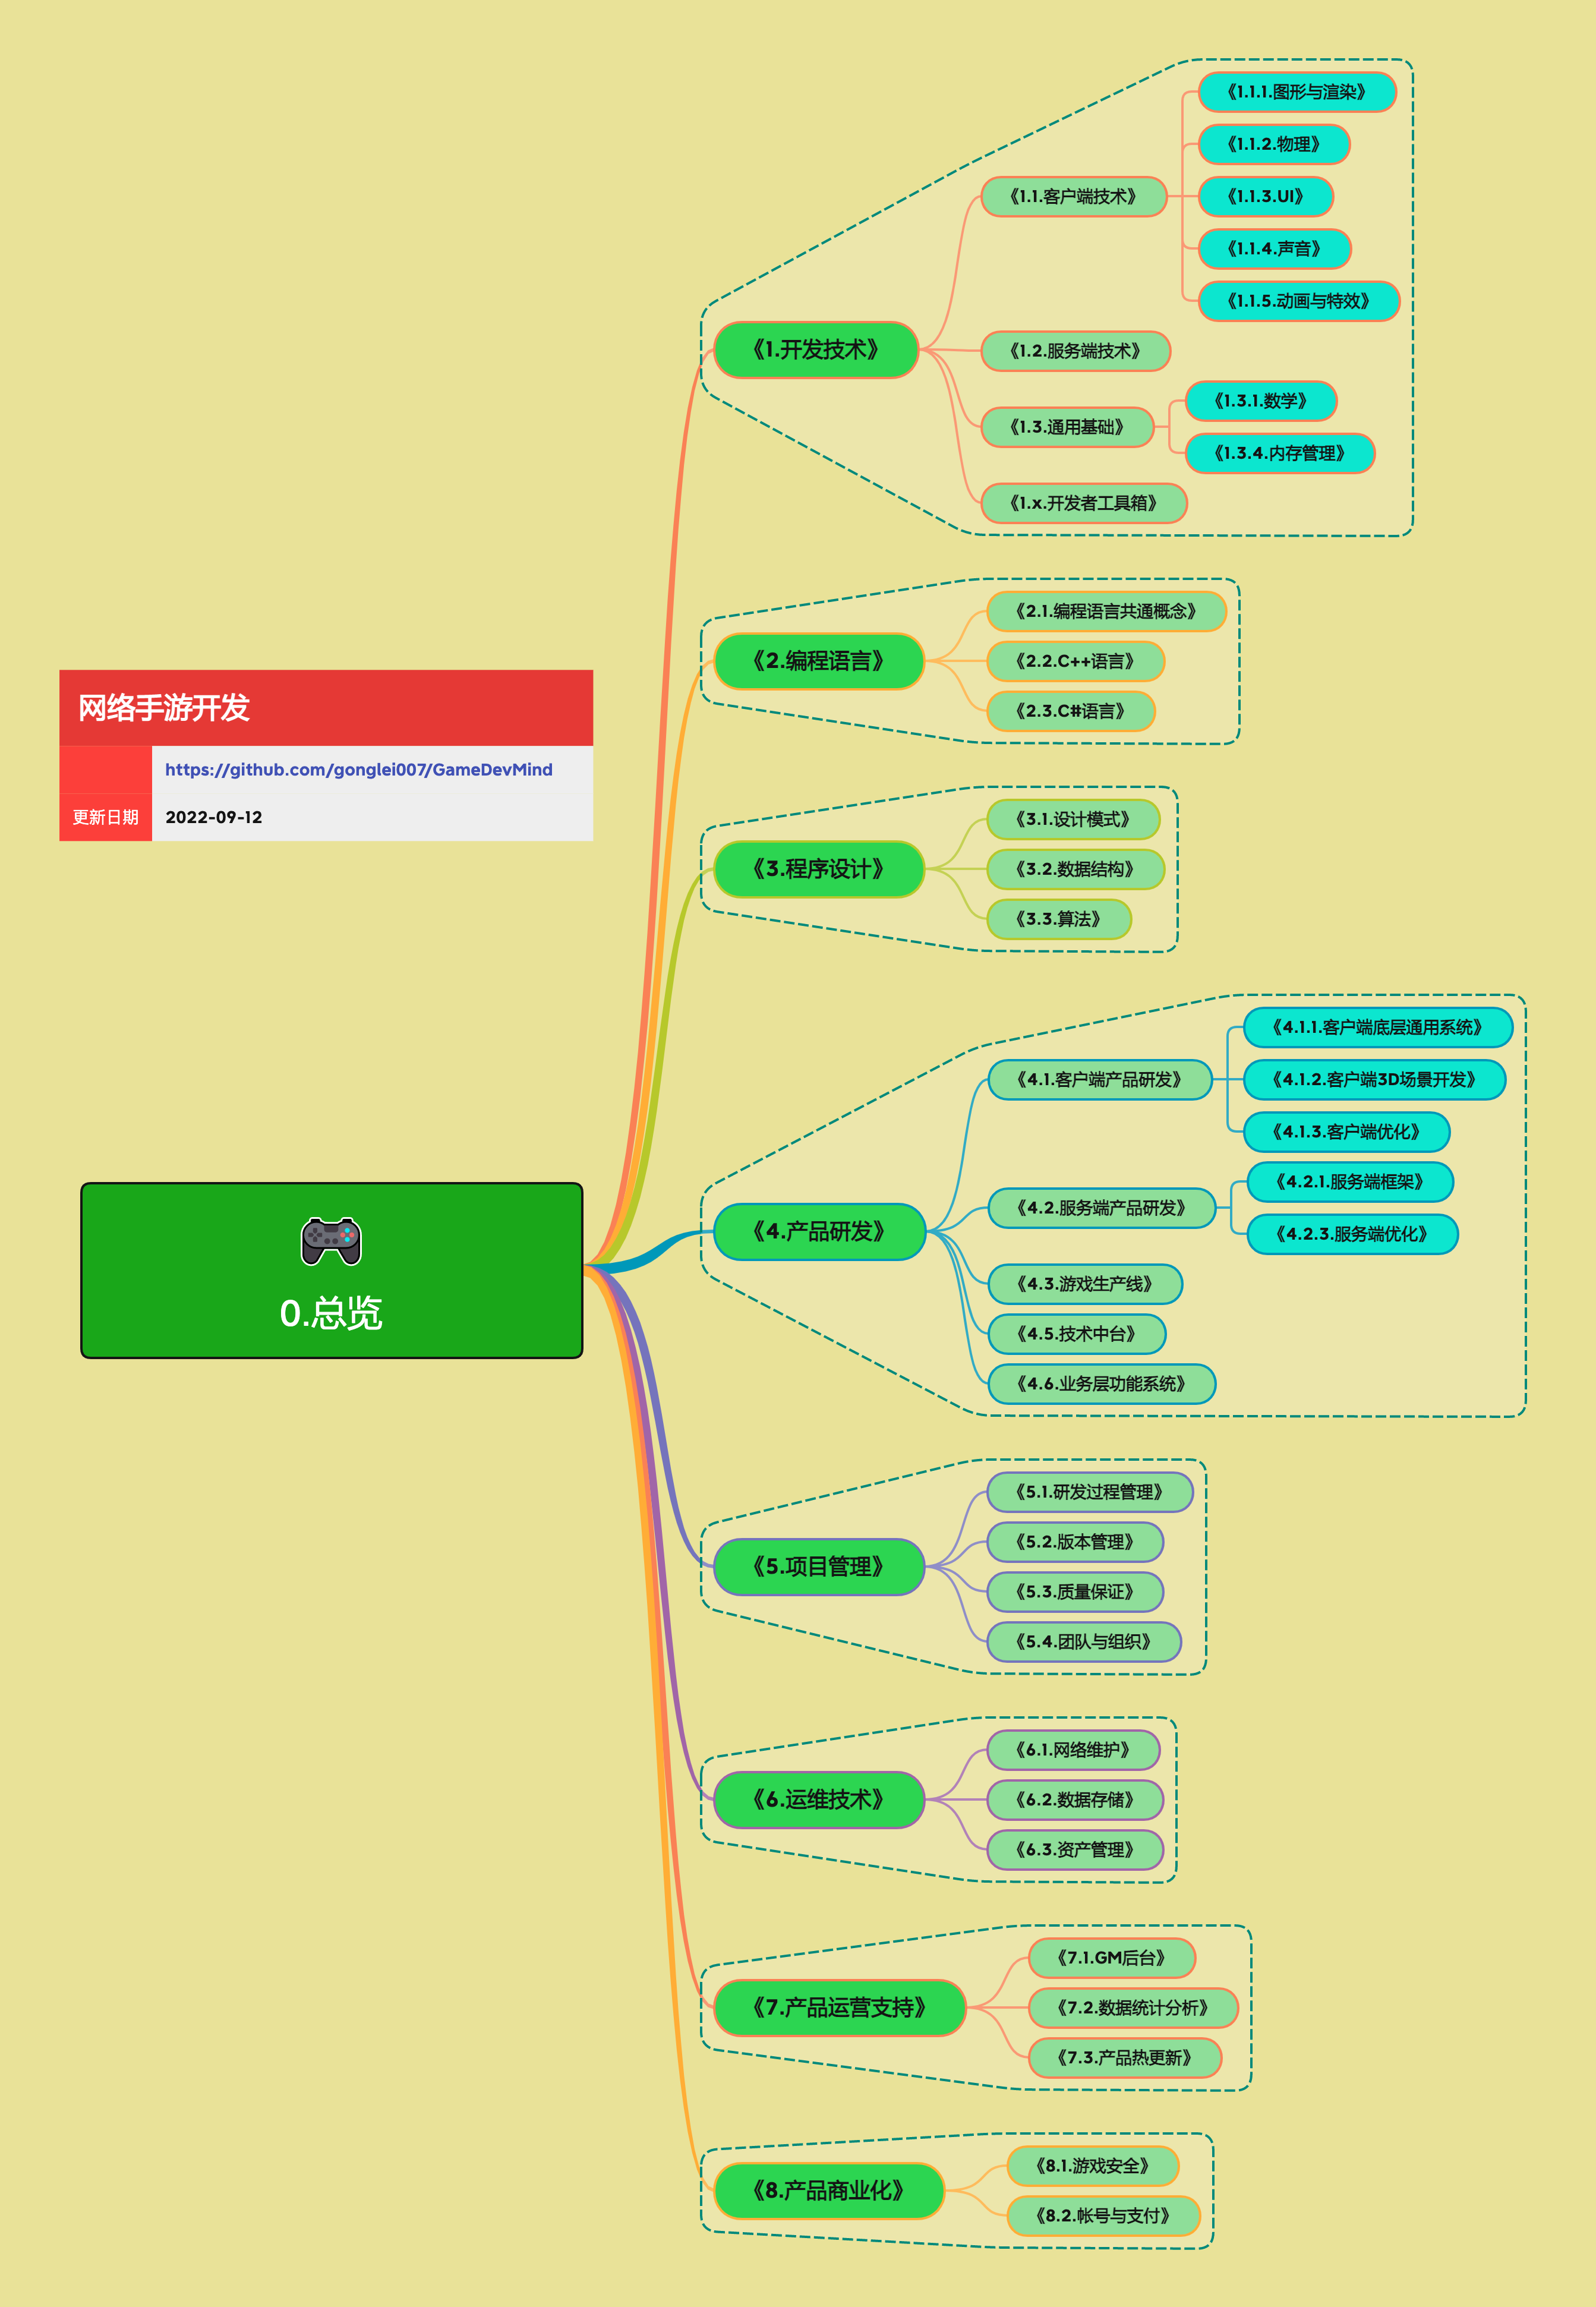 网络手游开发
https://github.com/gonglei007/GameDevMind
更新日期 2022-09-12
0.总览
《1.开发技术》
《1.1.客户端技术》
《1.1.1.图形与渲染》
《1.1.2.物理》
《1.1.3.UI》
《1.1.4.声音》
《1.1.5.动画与特效》
《1.2.服务端技术》
《1.3.通用基础》
《1.3.1.数学》
《1.3.4.内存管理》
《1.x.开发者工具箱》
《2.编程语言》
《2.1.编程语言共通概念》
《2.2.C++语言》
《2.3.C#语言》
《3.程序设计》
《3.1.设计模式》
《3.2.数据结构》
《3.3.算法》
《4.产品研发》
《4.1.客户端产品研发》
《4.1.1.客户端底层通用系统》
《4.1.2.客户端3D场景开发》
《4.1.3.客户端优化》
《4.2.服务端产品研发》
《4.2.1.服务端框架》
《4.2.3.服务端优化》
《4.3.游戏生产线》
《4.5.技术中台》
《4.6.业务层功能系统》
《5.项目管理》
《5.1.研发过程管理》
《5.2.版本管理》
《5.3.质量保证》
《5.4.团队与组织》
《6.运维技术》
《6.1.网络维护》
《6.2.数据存储》
《6.3.资产管理》
《7.产品运营支持》
《7.1.GM后台》
《7.2.数据统计分析》
《7.3.产品热更新》
《8.产品商业化》
《8.1.游戏安全》
《8.2.帐号与支付》